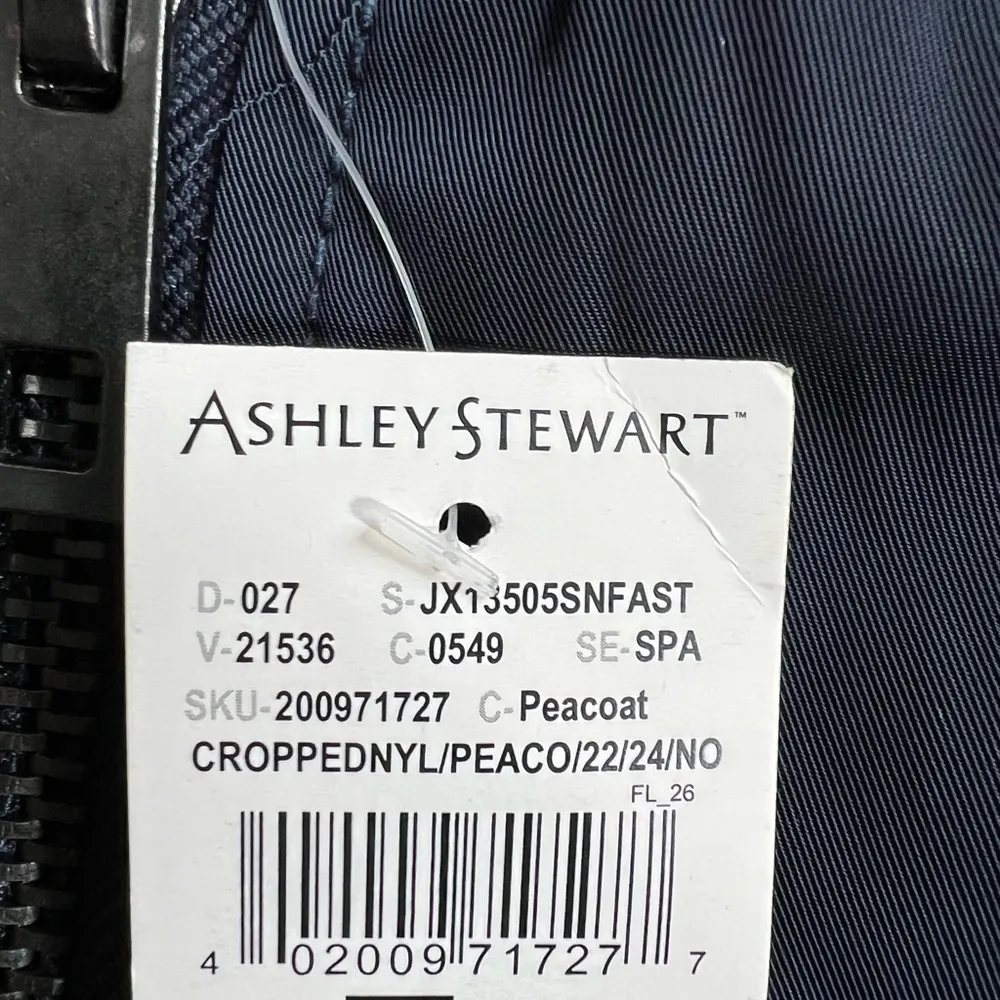 ASHLEY STEWART™
D-027 S-JX13505SNFAST
V-21536 C-0549 SE-SPA
SKU-200971727 C-Peacoat
CROPPEDNYL/PEACO/22/24/NO
FL_26
4 02009 71727 7